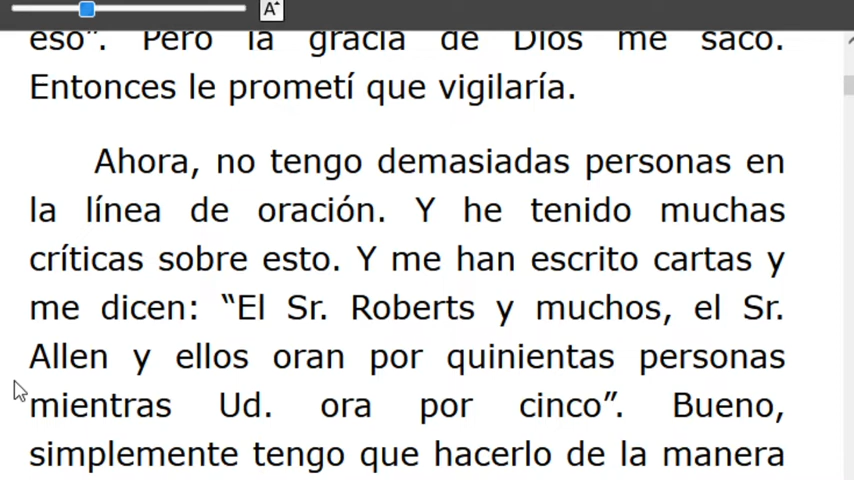 A
eso”. Pero la gracia de Dios me sacó.
Entonces le prometí que vigilaría.
Ahora, no tengo demasiadas personas en
la línea de oración. Y he tenido muchas
críticas sobre esto. Y me han escrito cartas y
me dicen: “El Sr. Roberts y muchos, el Sr.
Allen y ellos oran por quinientas personas
mientras Ud. ora por cinco”. Bueno,
simplemente tengo que hacerlo de la manera